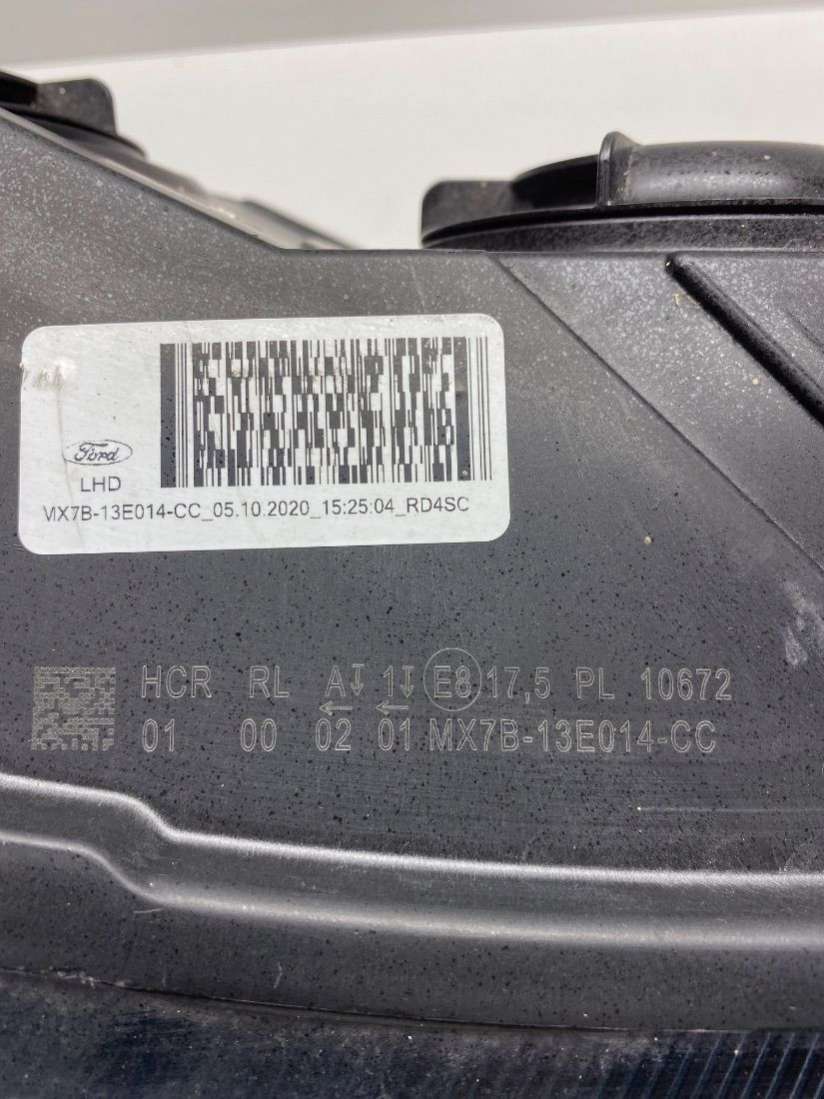 Ford
LHD
MX7B-13E014-CC_05.10.2020_15:25:04_RD4SC
HCR RL A 1 E8 17,5 PL 10672
01 00 02 01 MX7B-13E014-CC